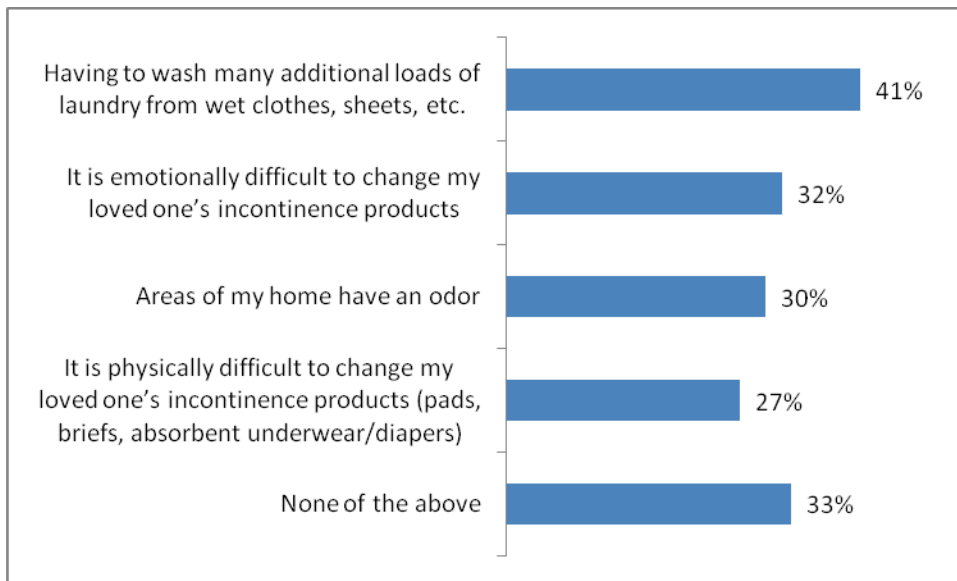 Having to wash many additional loads of
laundry from wet clothes, sheets, etc.
41%
It is emotionally difficult to change my
loved one’s incontinence products
32%
Areas of my home have an odor
30%
It is physically difficult to change my
loved one’s incontinence products (pads,
briefs, absorbent underwear/diapers)
27%
None of the above
33%